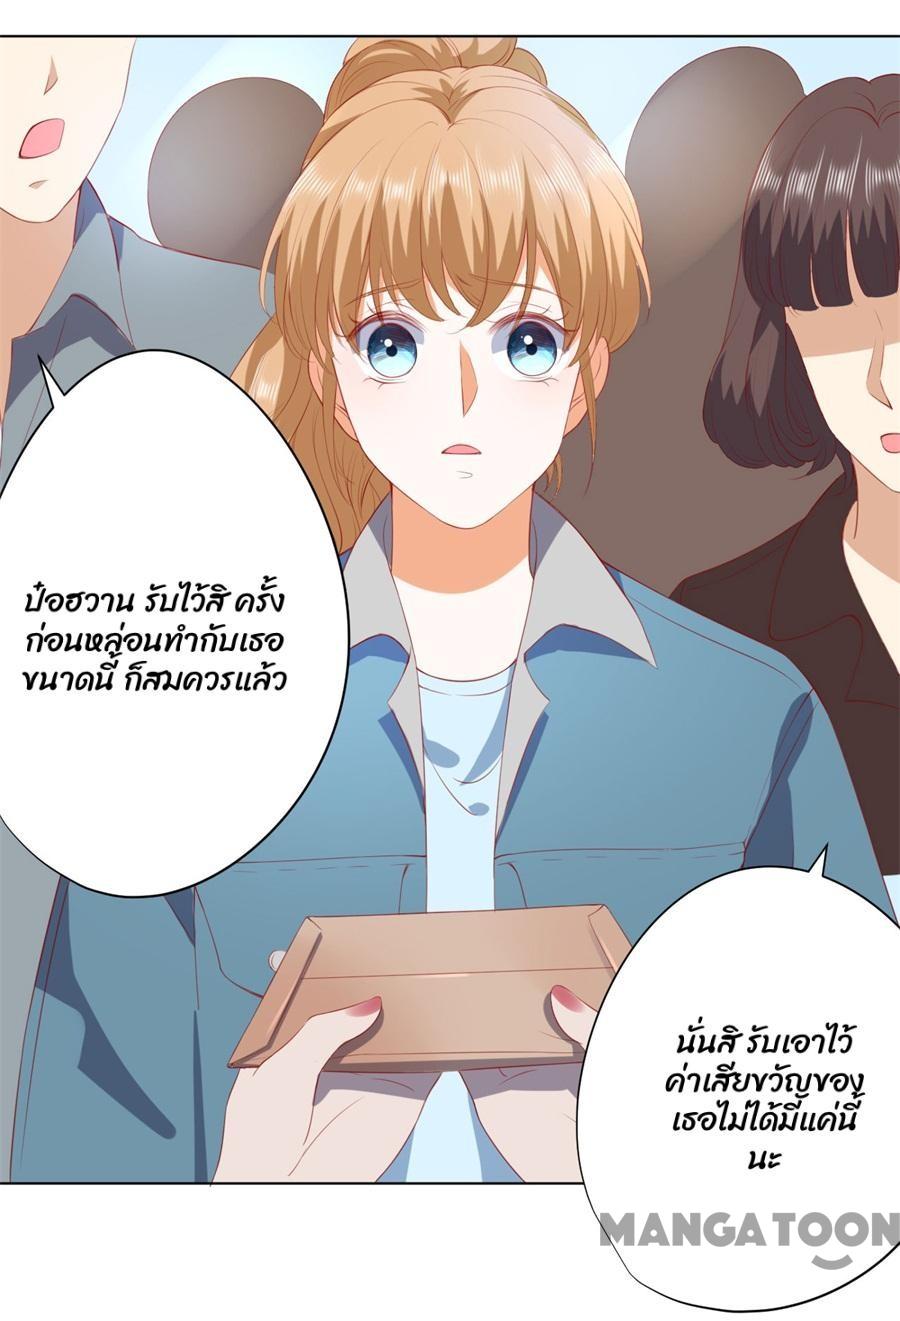 ป๋อฮวาน รับไว้สิ ครั้ง
ก่อนหล่อนทำกับเธอ
ขนาดนี้ ก็สมควรแล้ว
นั่นสิ รับเอาไว้
ค่าเสียขวัญของ
เธอไม่ได้มีแค่นี้
นะ
MANGATOON